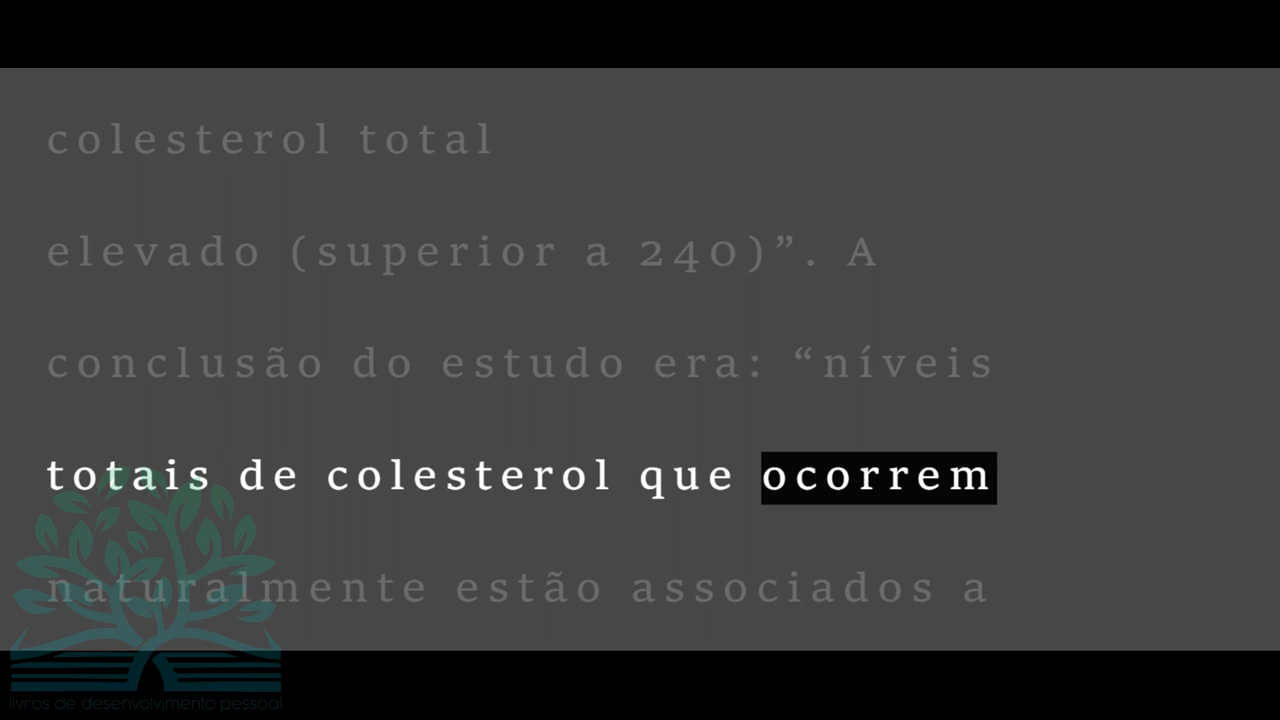 colesterol total
elevado (superior a 240)”. A
conclusão do estudo era: “níveis
totais de colesterol que ocorrem
naturalmente estão associados a
livros de desenvolvimento pessoal